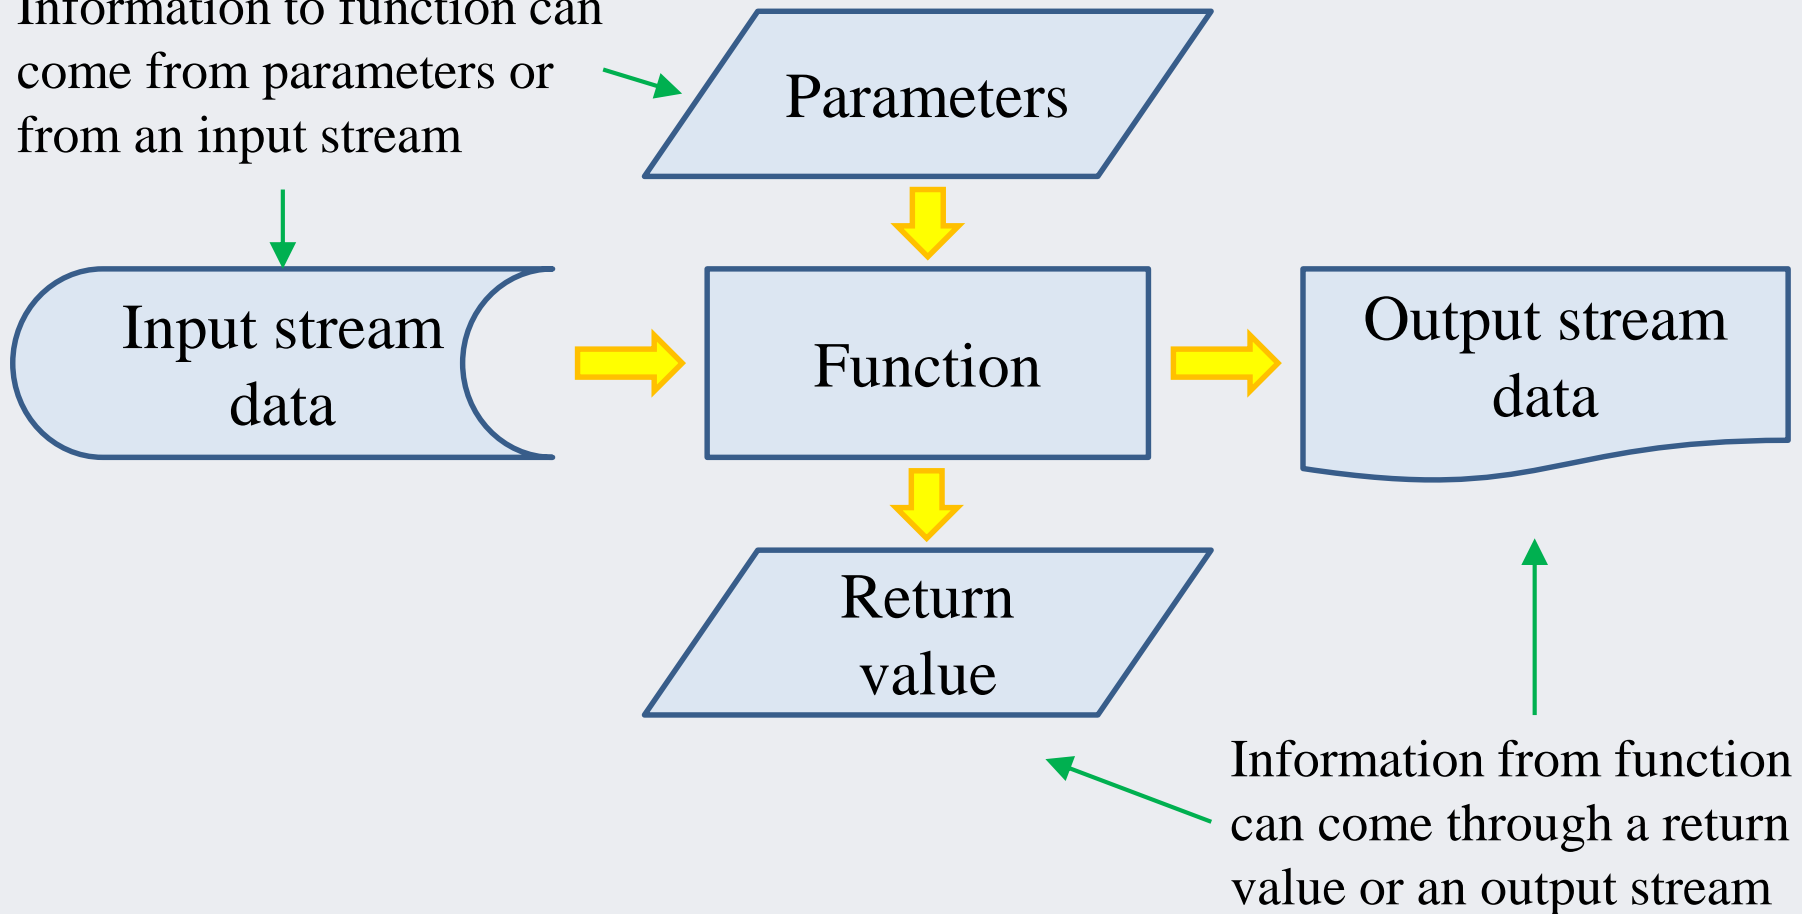 Information to function can
come from parameters or
from an input stream
Parameters
Input stream
data
Function
Output stream
data
Return
value
Information from function
can come through a return
value or an output stream